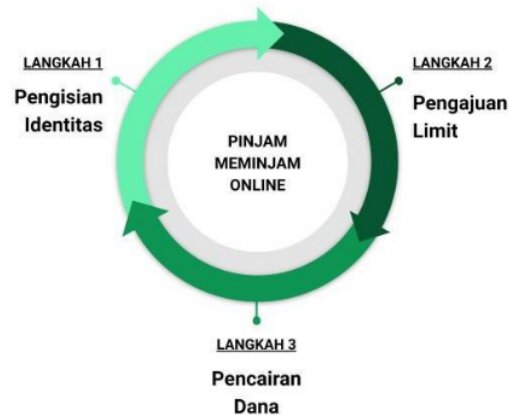 LANGKAH 1
Pengisian
Identitas
LANGKAH 2
Pengajuan
Limit
PINJAM
MEMINJAM
ONLINE
LANGKAH 3
Pencairan
Dana